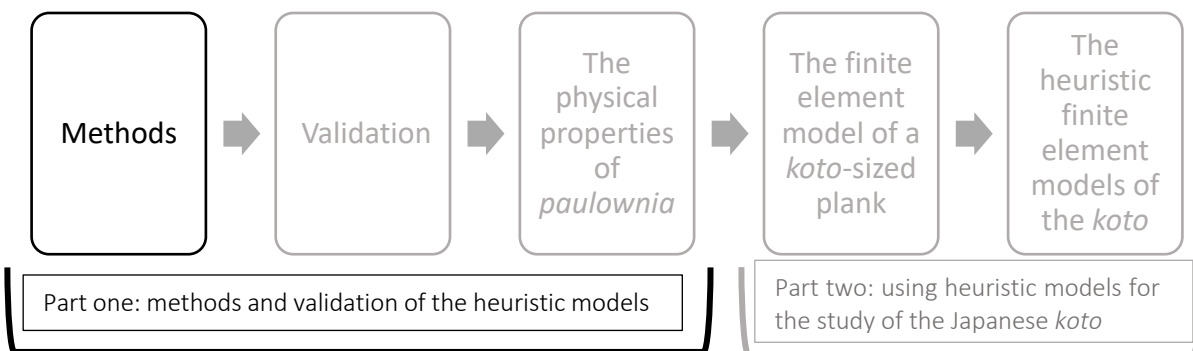 Methods
Validation
The
physical
properties
of
paulownia
The finite
element
model of a
koto-sized
plank
The
heuristic
finite
element
models of
the koto
Part one: methods and validation of the heuristic models
Part two: using heuristic models for
the study of the Japanese koto